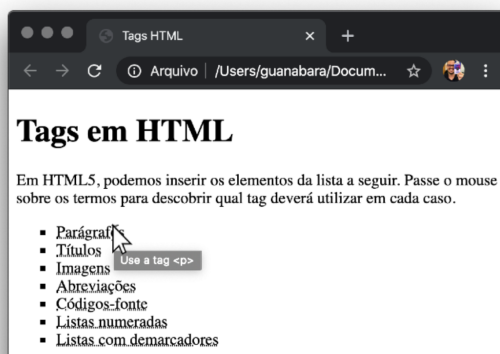 Tags HTML
Arquivo | /Users/guanabara/Docum...
Tags em HTML
Em HTML5, podemos inserir os elementos da lista a seguir. Passe o mouse
sobre os termos para descobrir qual tag deverá utilizar em cada caso.
Parágrafos
Use a tag <p>
Títulos
Imagens
Abreviações
Códigos-fonte
Listas numeradas
Listas com demarcadores